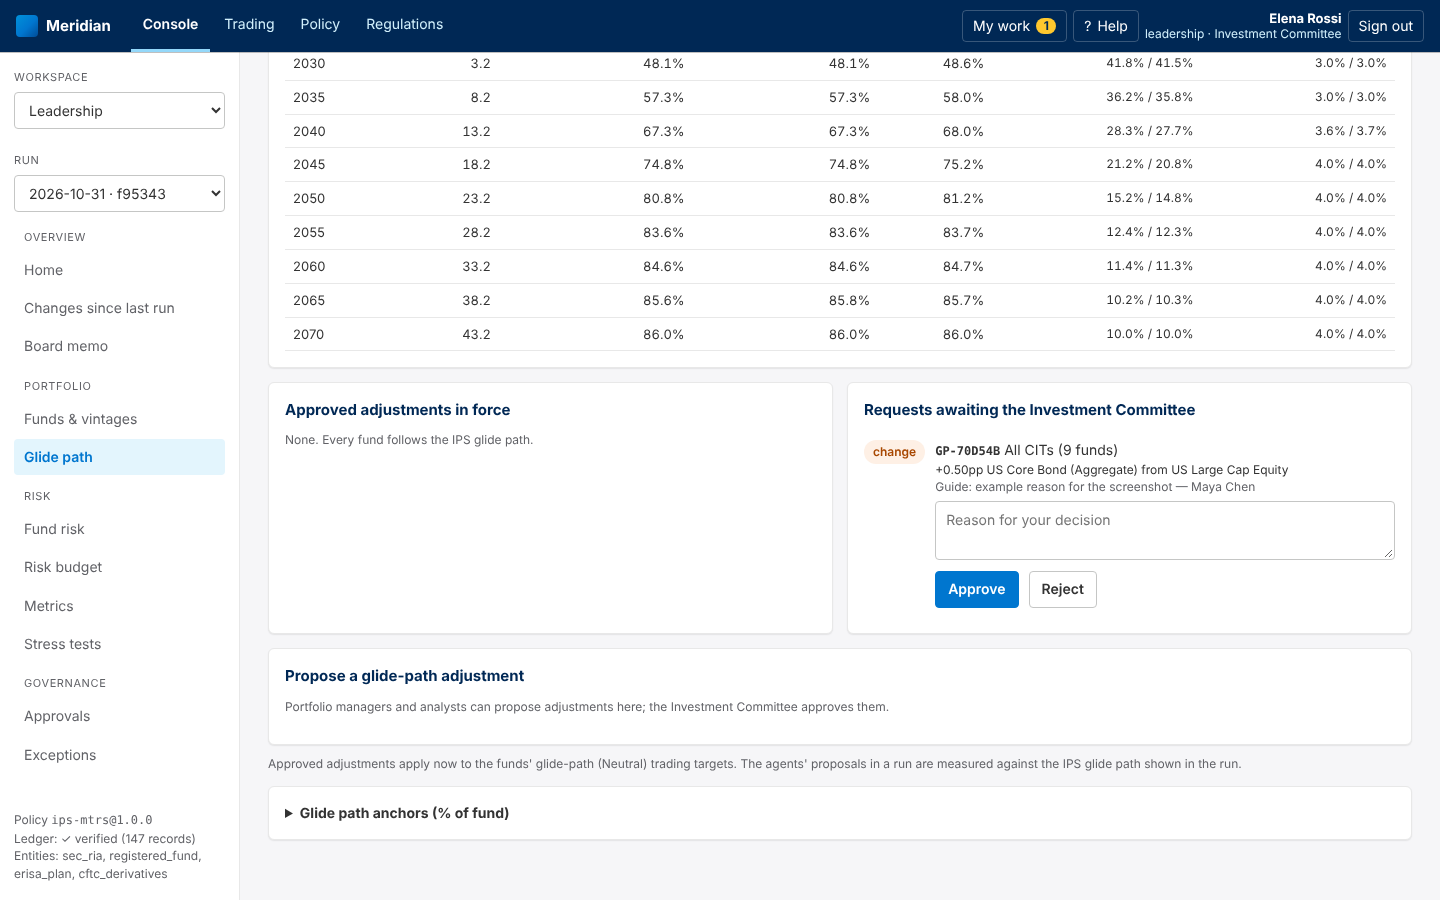 Meridian
Console Trading Policy Regulations
My work 1
? Help
Elena Rossi
leadership · Investment Committee
Sign out
WORKSPACE
Leadership
RUN
2026-10-31 · f95343
OVERVIEW
Home
Changes since last run
Board memo
PORTFOLIO
Funds & vintages
Glide path
RISK
Fund risk
Risk budget
Metrics
Stress tests
GOVERNANCE
Approvals
Exceptions
Policy ips-mtrs@1.0.0
Ledger: ✓ verified (147 records)
Entities: sec_ria, registered_fund,
erisa_plan, cftc_derivatives
2030 3.2 48.1% 48.1% 48.6% 41.8% / 41.5% 3.0% / 3.0%
2035 8.2 57.3% 57.3% 58.0% 36.2% / 35.8% 3.0% / 3.0%
2040 13.2 67.3% 67.3% 68.0% 28.3% / 27.7% 3.6% / 3.7%
2045 18.2 74.8% 74.8% 75.2% 21.2% / 20.8% 4.0% / 4.0%
2050 23.2 80.8% 80.8% 81.2% 15.2% / 14.8% 4.0% / 4.0%
2055 28.2 83.6% 83.6% 83.7% 12.4% / 12.3% 4.0% / 4.0%
2060 33.2 84.6% 84.6% 84.7% 11.4% / 11.3% 4.0% / 4.0%
2065 38.2 85.6% 85.8% 85.7% 10.2% / 10.3% 4.0% / 4.0%
2070 43.2 86.0% 86.0% 86.0% 10.0% / 10.0% 4.0% / 4.0%
Approved adjustments in force
None. Every fund follows the IPS glide path.
Requests awaiting the Investment Committee
change GP-70D54B All CITs (9 funds)
+0.50pp US Core Bond (Aggregate) from US Large Cap Equity
Guide: example reason for the screenshot — Maya Chen
Reason for your decision
Approve Reject
Propose a glide-path adjustment
Portfolio managers and analysts can propose adjustments here; the Investment Committee approves them.
Approved adjustments apply now to the funds' glide-path (Neutral) trading targets. The agents' proposals in a run are measured against the IPS glide path shown in the run.
Glide path anchors (% of fund)